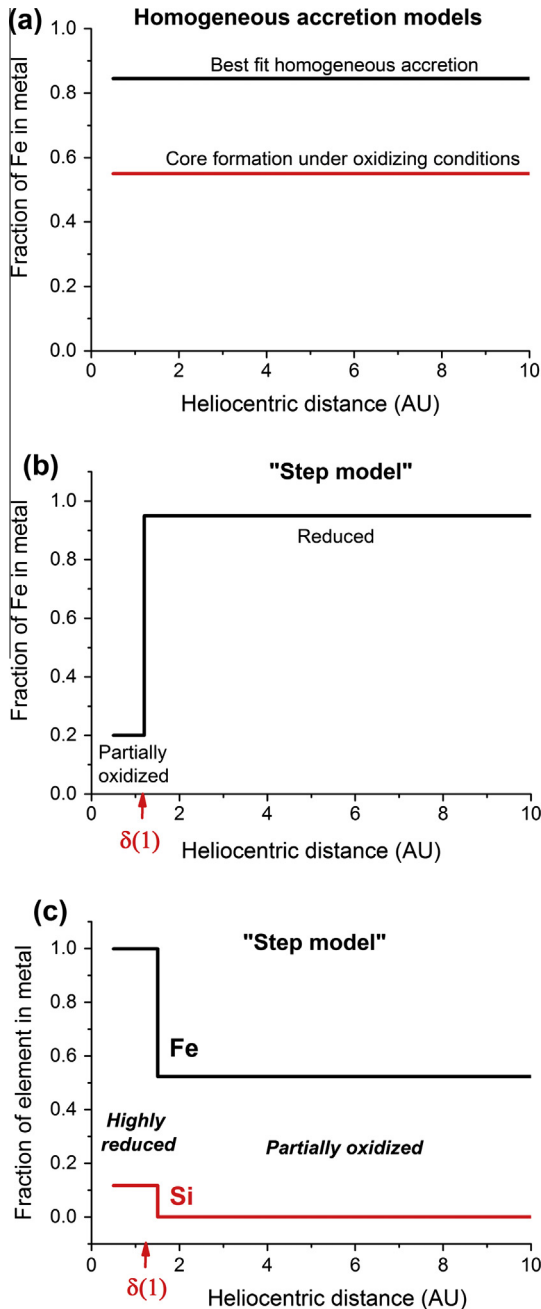 (a)
Homogeneous accretion models
Fraction of Fe in metal
1.0
0.8
0.6
0.4
0.2
0.0
Best fit homogeneous accretion
Core formation under oxidizing conditions
0 2 4 6 8 10
Heliocentric distance (AU)
(b)
"Step model"
Fraction of Fe in metal
1.0
0.8
0.6
0.4
0.2
0.0
Reduced
Partially
oxidized
0 2 4 6 8 10
δ(1)
Heliocentric distance (AU)
(c)
"Step model"
Fraction of element in metal
1.0
0.8
0.6
0.4
0.2
0.0
Fe
Highly
reduced
Partially oxidized
Si
0 2 4 6 8 10
δ(1)
Heliocentric distance (AU)